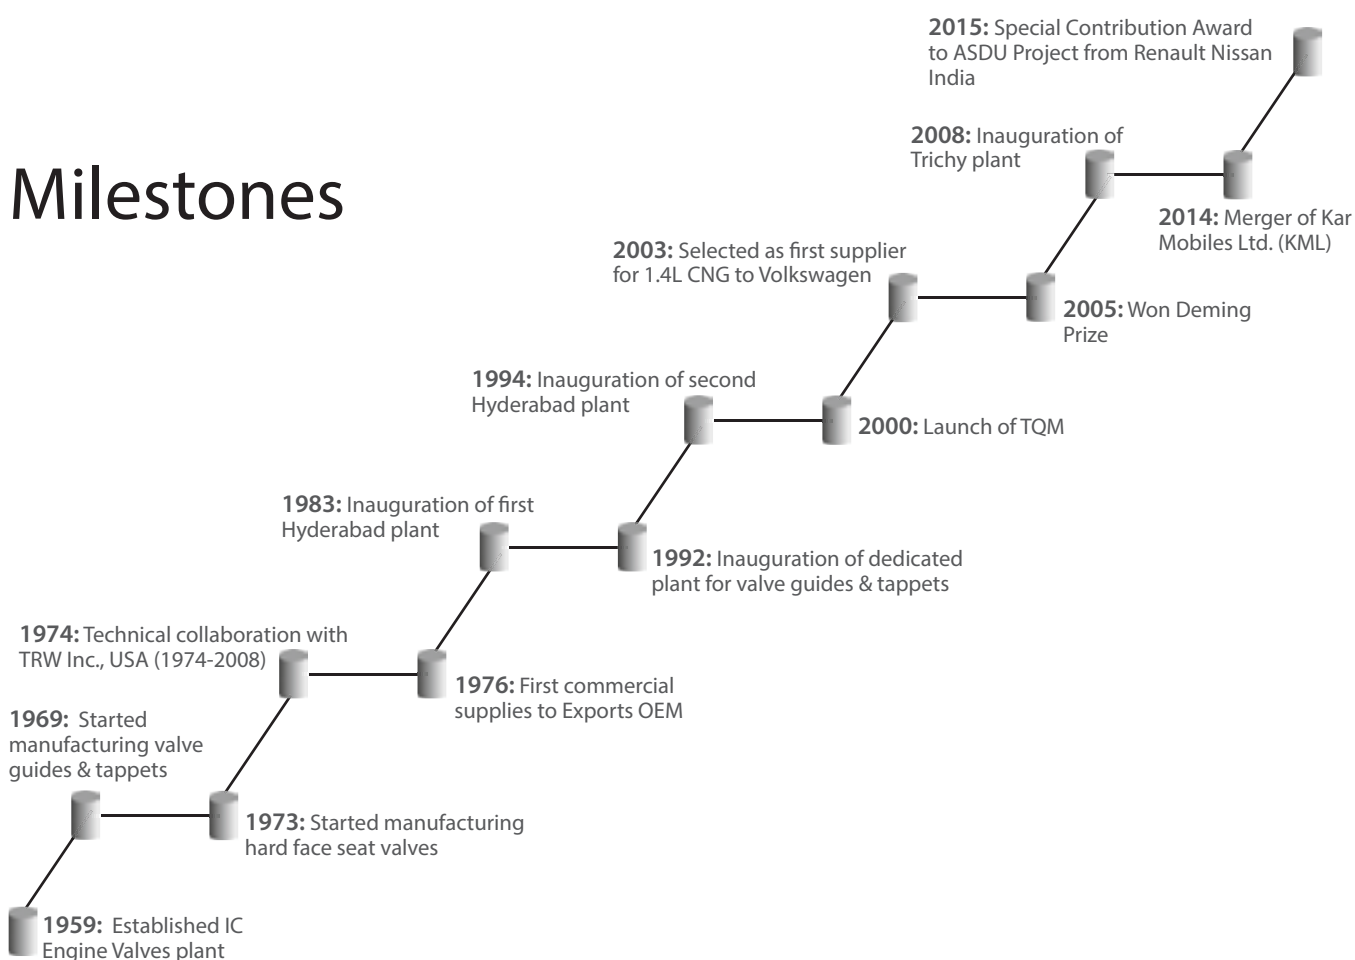 2015: Special Contribution Award
to ASDU Project from Renault Nissan
India
2008: Inauguration of
Trichy plant
Milestones
2014: Merger of Kar
Mobiles Ltd. (KML)
2003: Selected as first supplier
for 1.4L CNG to Volkswagen
2005: Won Deming
Prize
1994: Inauguration of second
Hyderabad plant
2000: Launch of TQM
1983: Inauguration of first
Hyderabad plant
1992: Inauguration of dedicated
plant for valve guides & tappets
1974: Technical collaboration with
TRW Inc., USA (1974-2008)
1976: First commercial
supplies to Exports OEM
1969: Started
manufacturing valve
guides & tappets
1973: Started manufacturing
hard face seat valves
1959: Established IC
Engine Valves plant